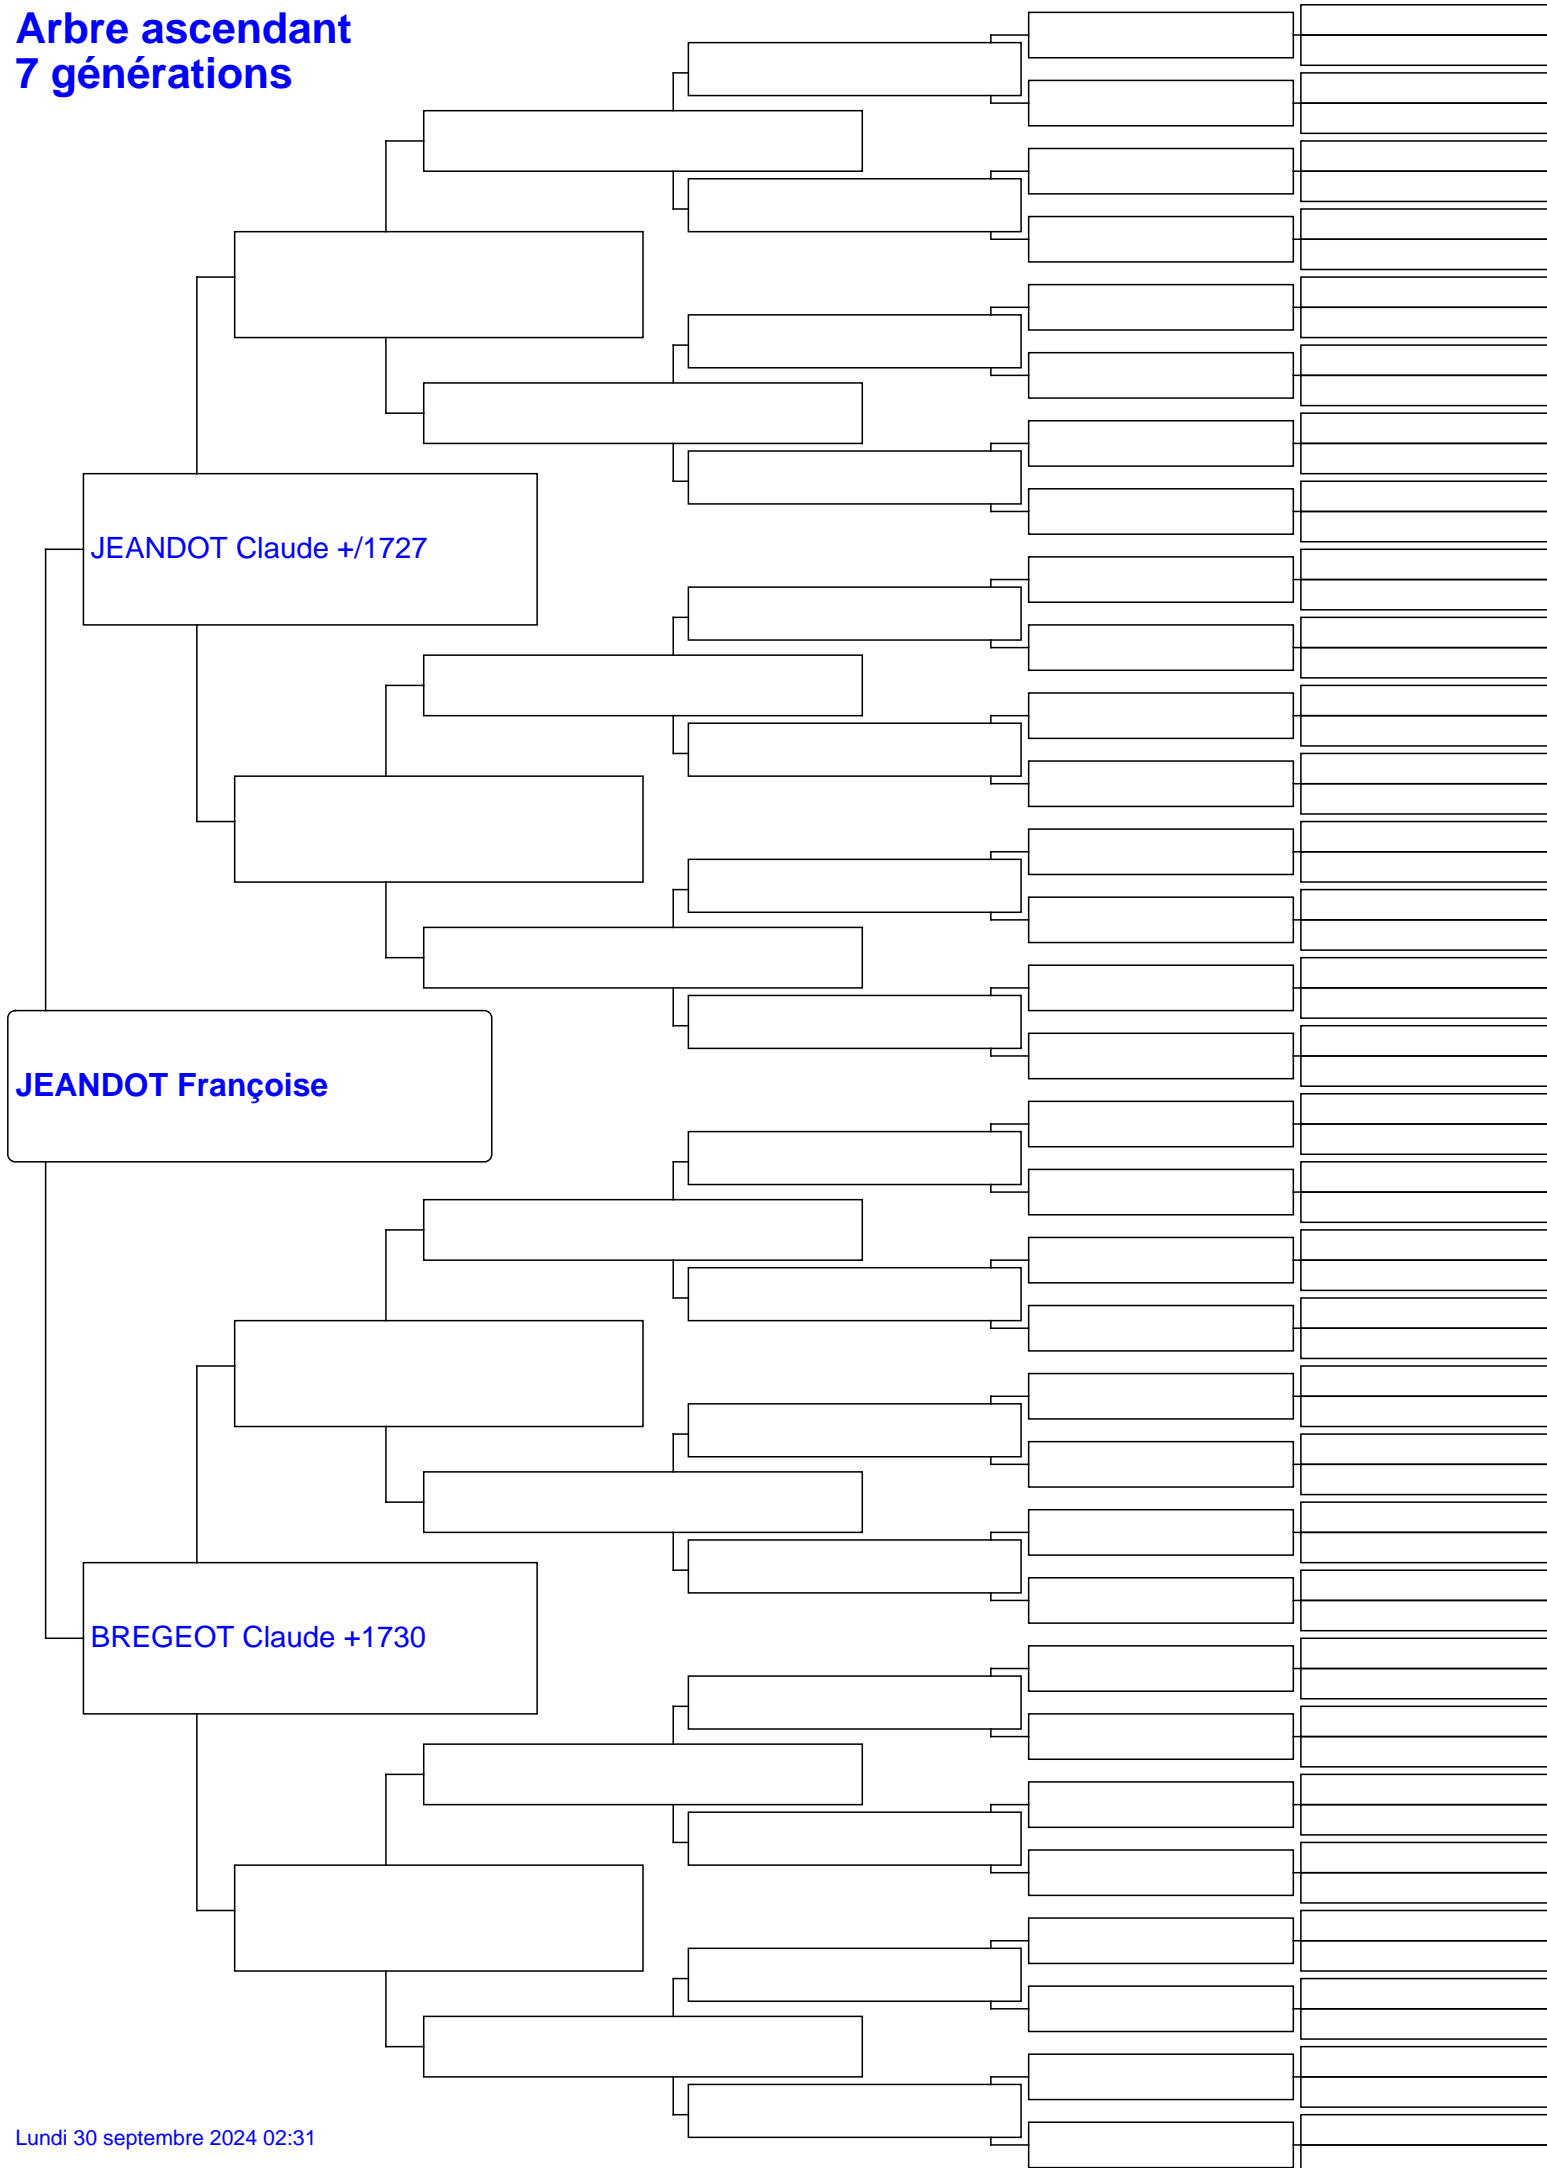 Arbre ascendant
7 générations
JEANDOT Claude +/1727
JEANDOT Françoise
BREGEOT Claude +1730
Lundi 30 septembre 2024 02:31